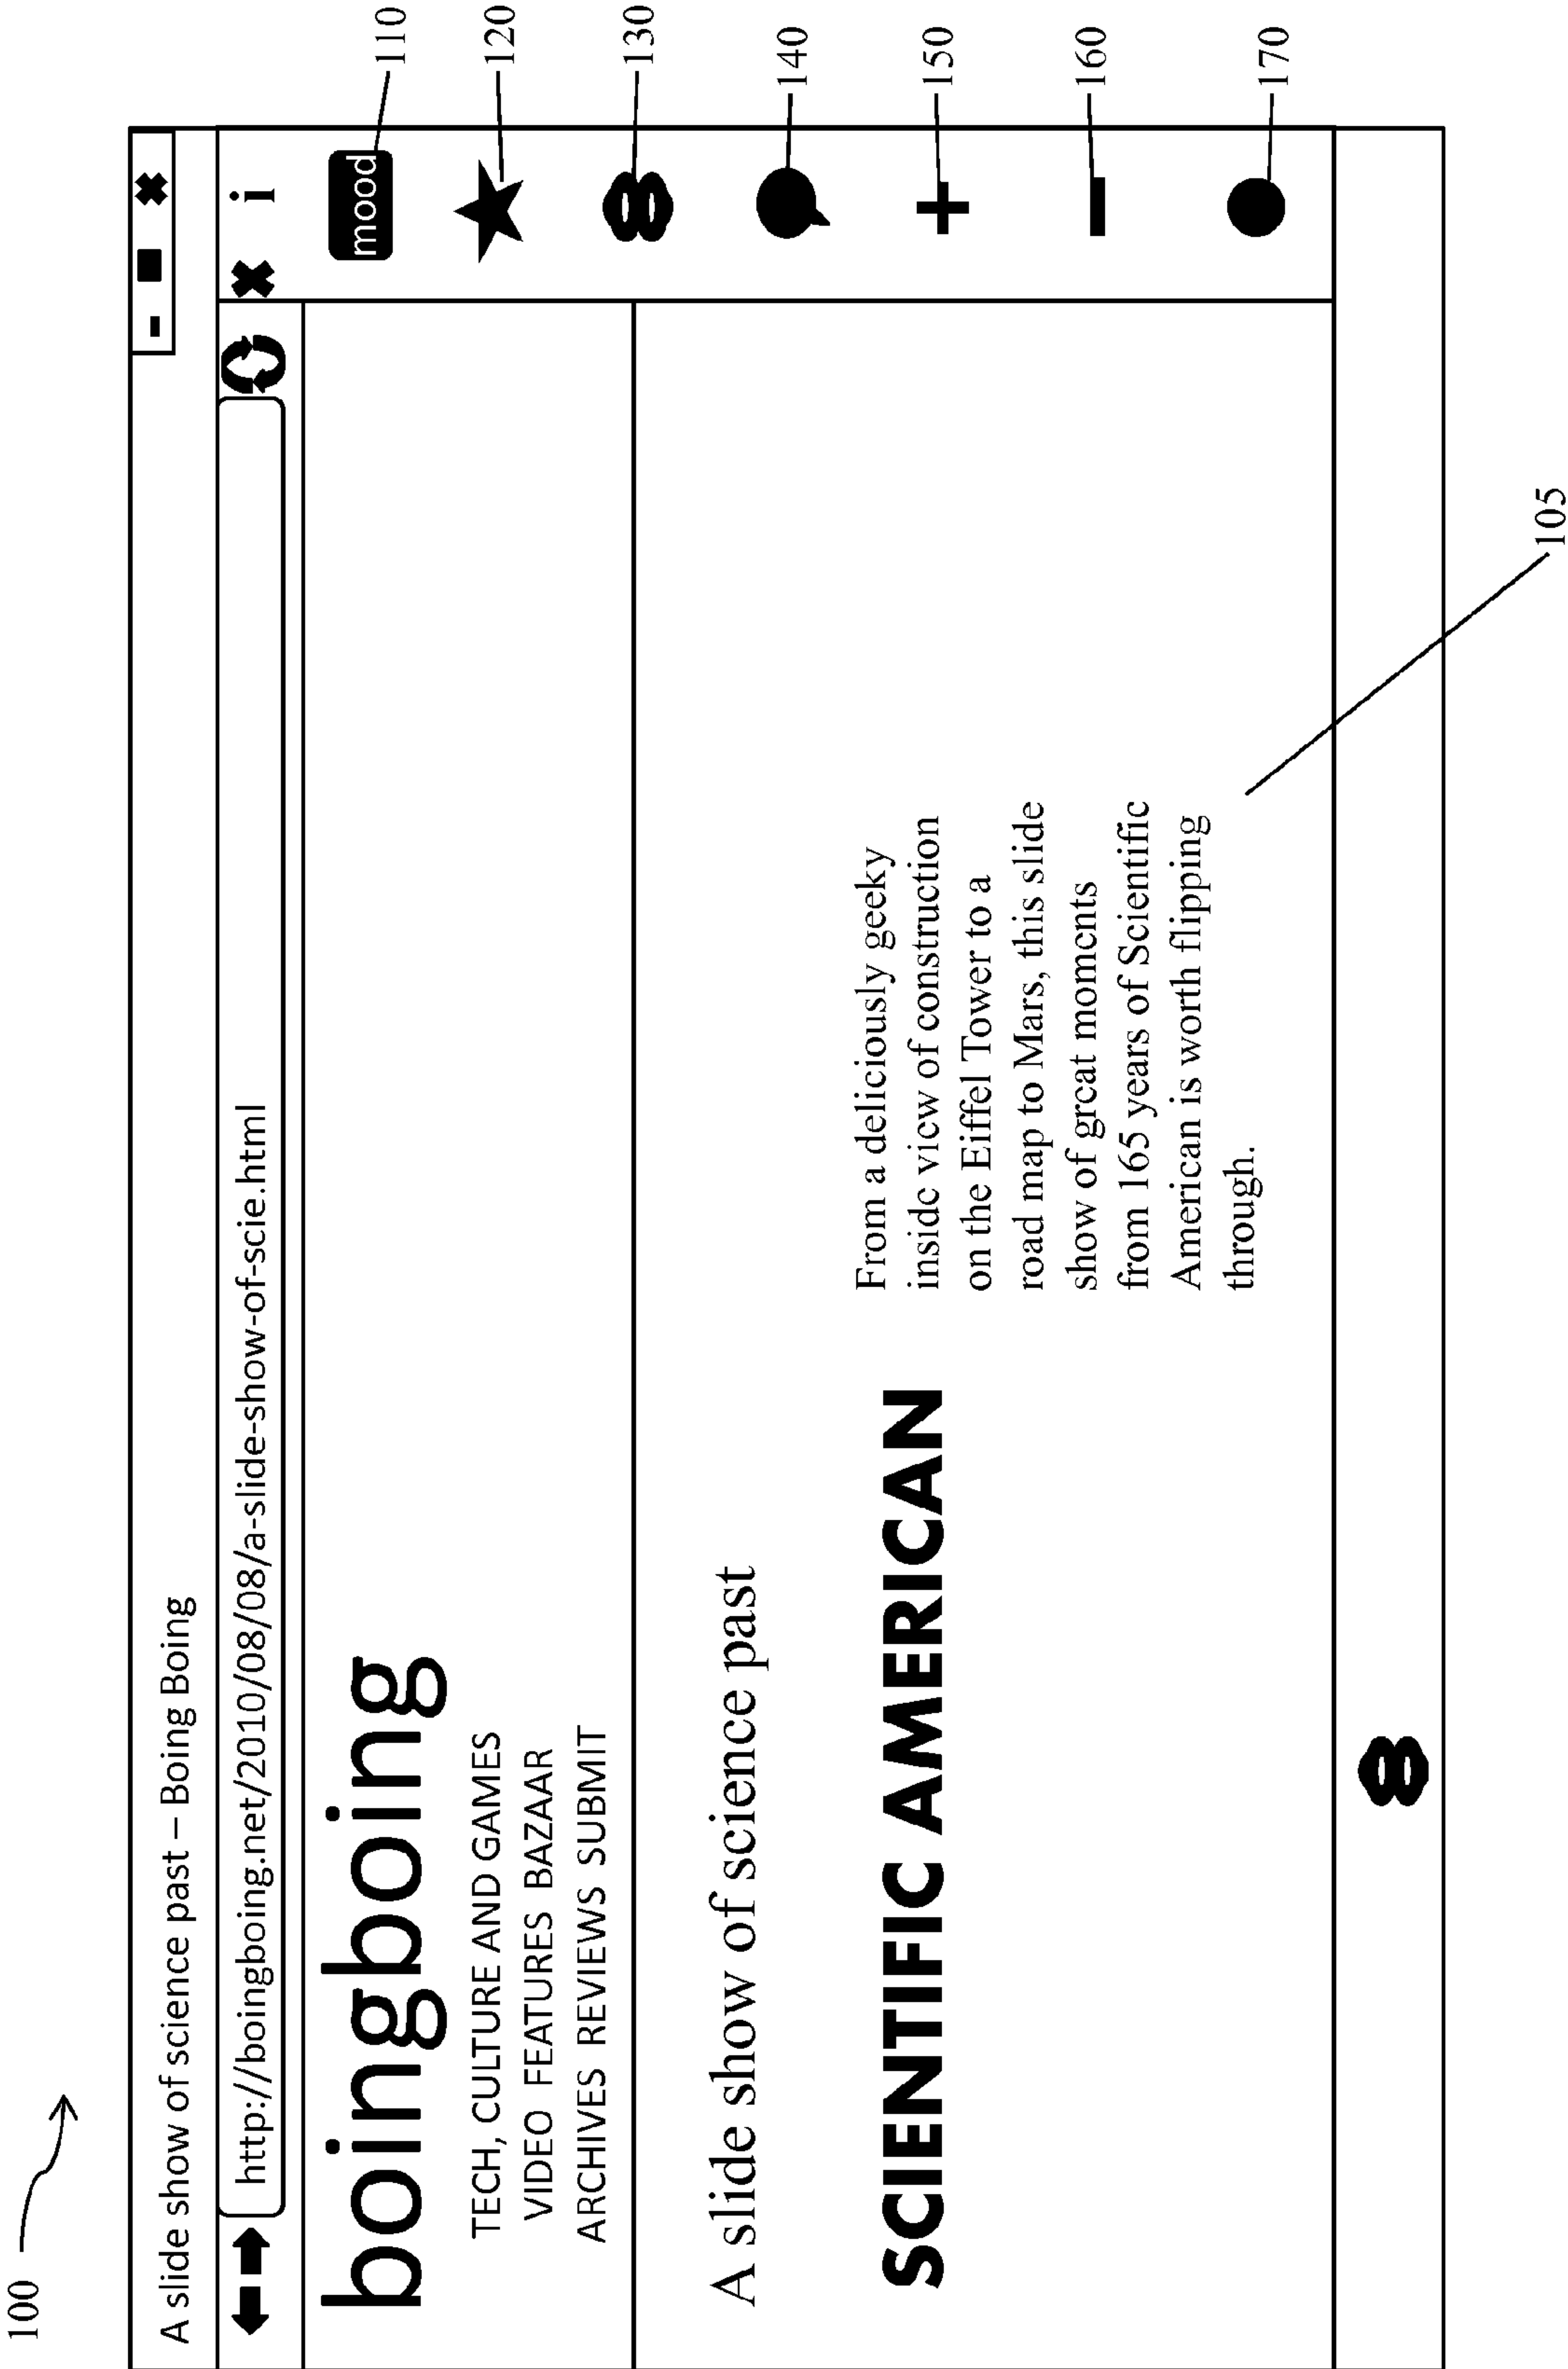 100
A slide show of science past – Boing Boing
http://boingboing.net/2010/08/08/a-slide-show-of-scie.html
i
boingboing
mood
110
TECH, CULTURE AND GAMES
VIDEO FEATURES BAZAAR
ARCHIVES REVIEWS SUBMIT
120
130
A slide show of science past
140
SCIENTIFIC AMERICAN
From a deliciously geeky
inside view of construction
on the Eiffel Tower to a
road map to Mars, this slide
show of great moments
from 165 years of Scientific
American is worth flipping
through.
150
160
170
105